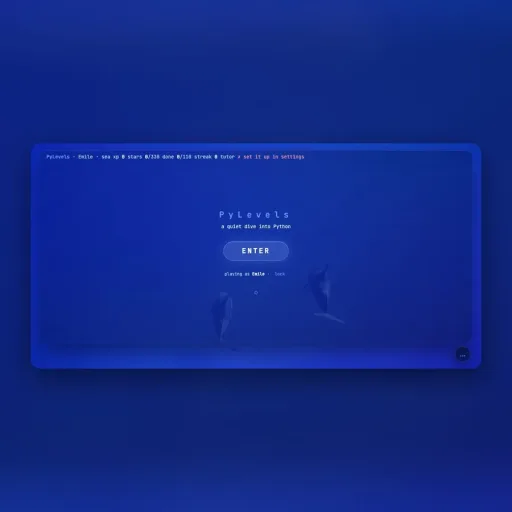 Pylevels · Emile · sea xp 0 stars 0/330 done 0/110 streak 0 tutor × set it up in settings
Pylevels
a quiet dive into Python
ENTER
playing as Emile ·